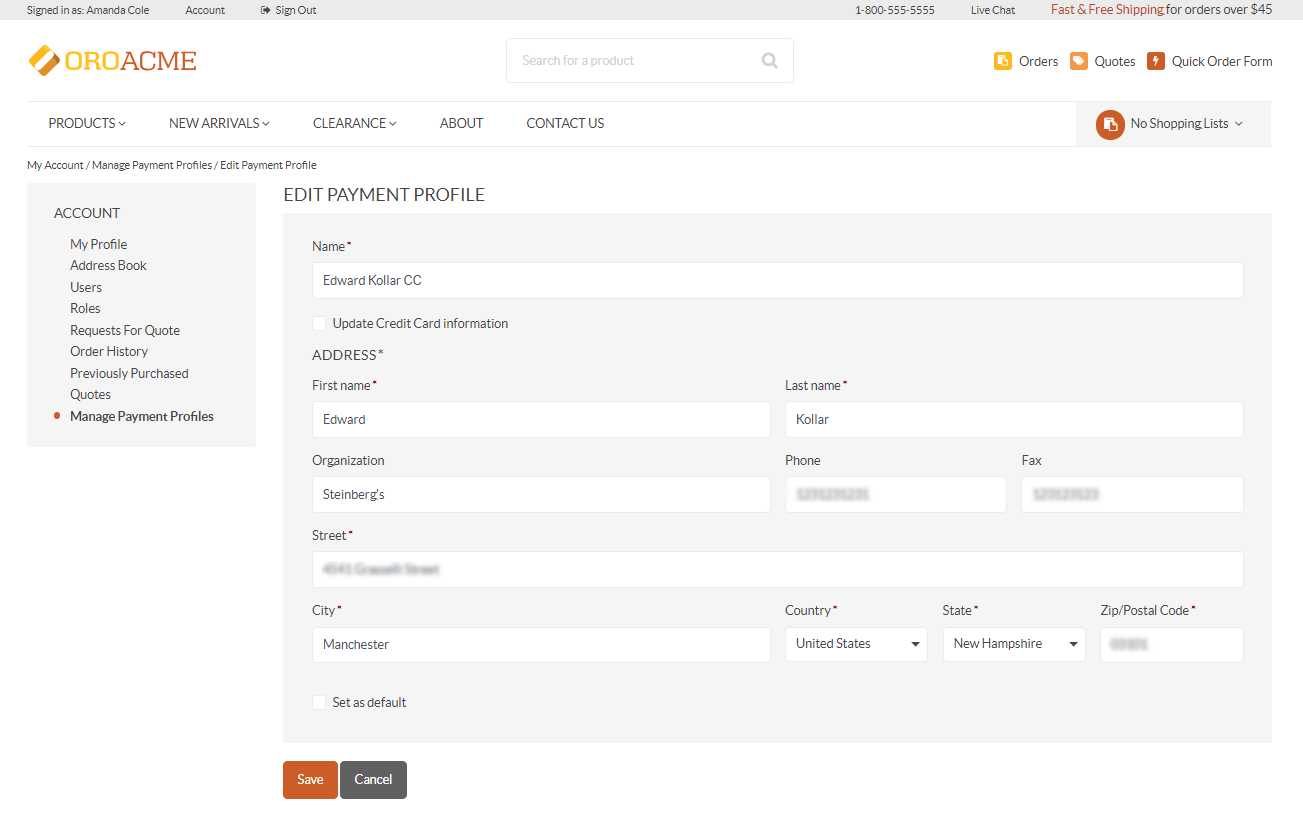 Signed in as: Amanda Cole Account Sign Out 1-800-555-5555 Live Chat Fast & Free Shipping for orders over $45
OROACME Search for a product Orders Quotes Quick Order Form
PRODUCTS NEW ARRIVALS CLEARANCE ABOUT CONTACT US No Shopping Lists
My Account / Manage Payment Profiles / Edit Payment Profile
ACCOUNT
My Profile
Address Book
Users
Roles
Requests For Quote
Order History
Previously Purchased
Quotes
Manage Payment Profiles
EDIT PAYMENT PROFILE
Name*
Edward Kollar CC
Update Credit Card information
ADDRESS*
First name* Last name*
Edward Kollar
Organization Phone Fax
Steinberg's
Street*
City* Country* State* Zip/Postal Code*
Manchester United States New Hampshire
Set as default
Save Cancel